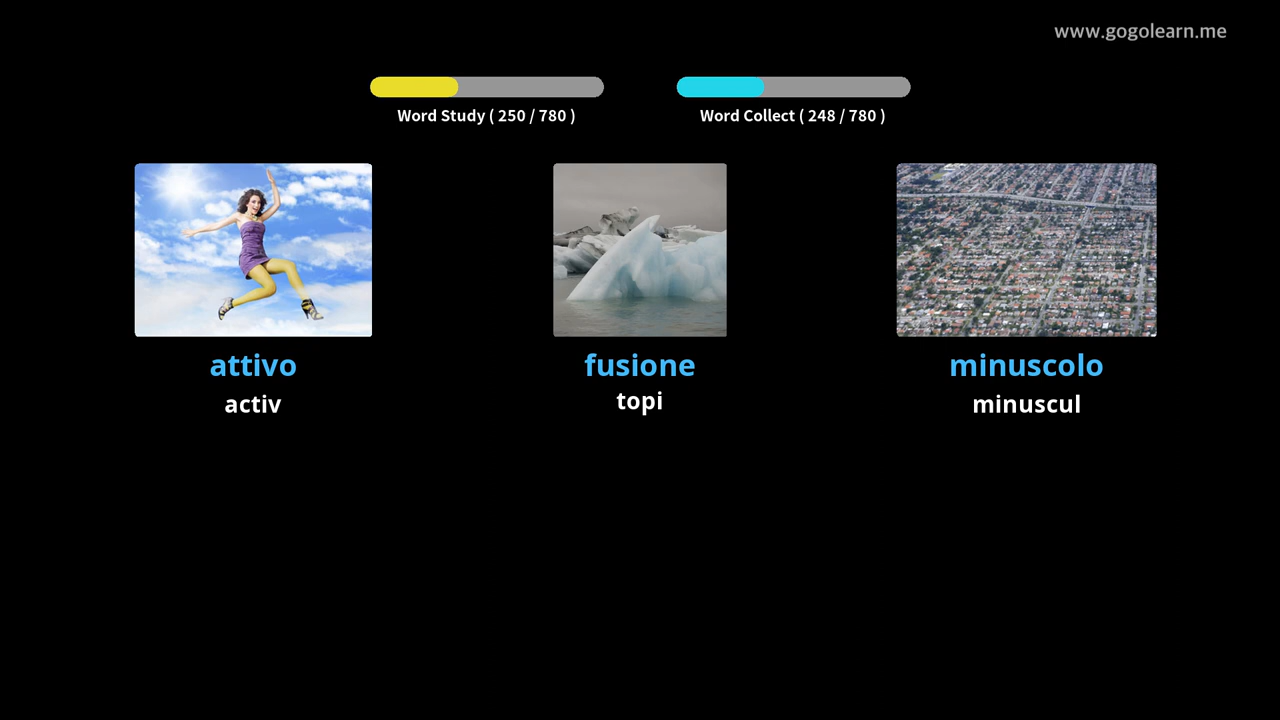 www.gogolearn.me
Word Study ( 250 / 780 )
Word Collect ( 248 / 780 )
attivo
activ
fusione
topi
minuscolo
minuscul